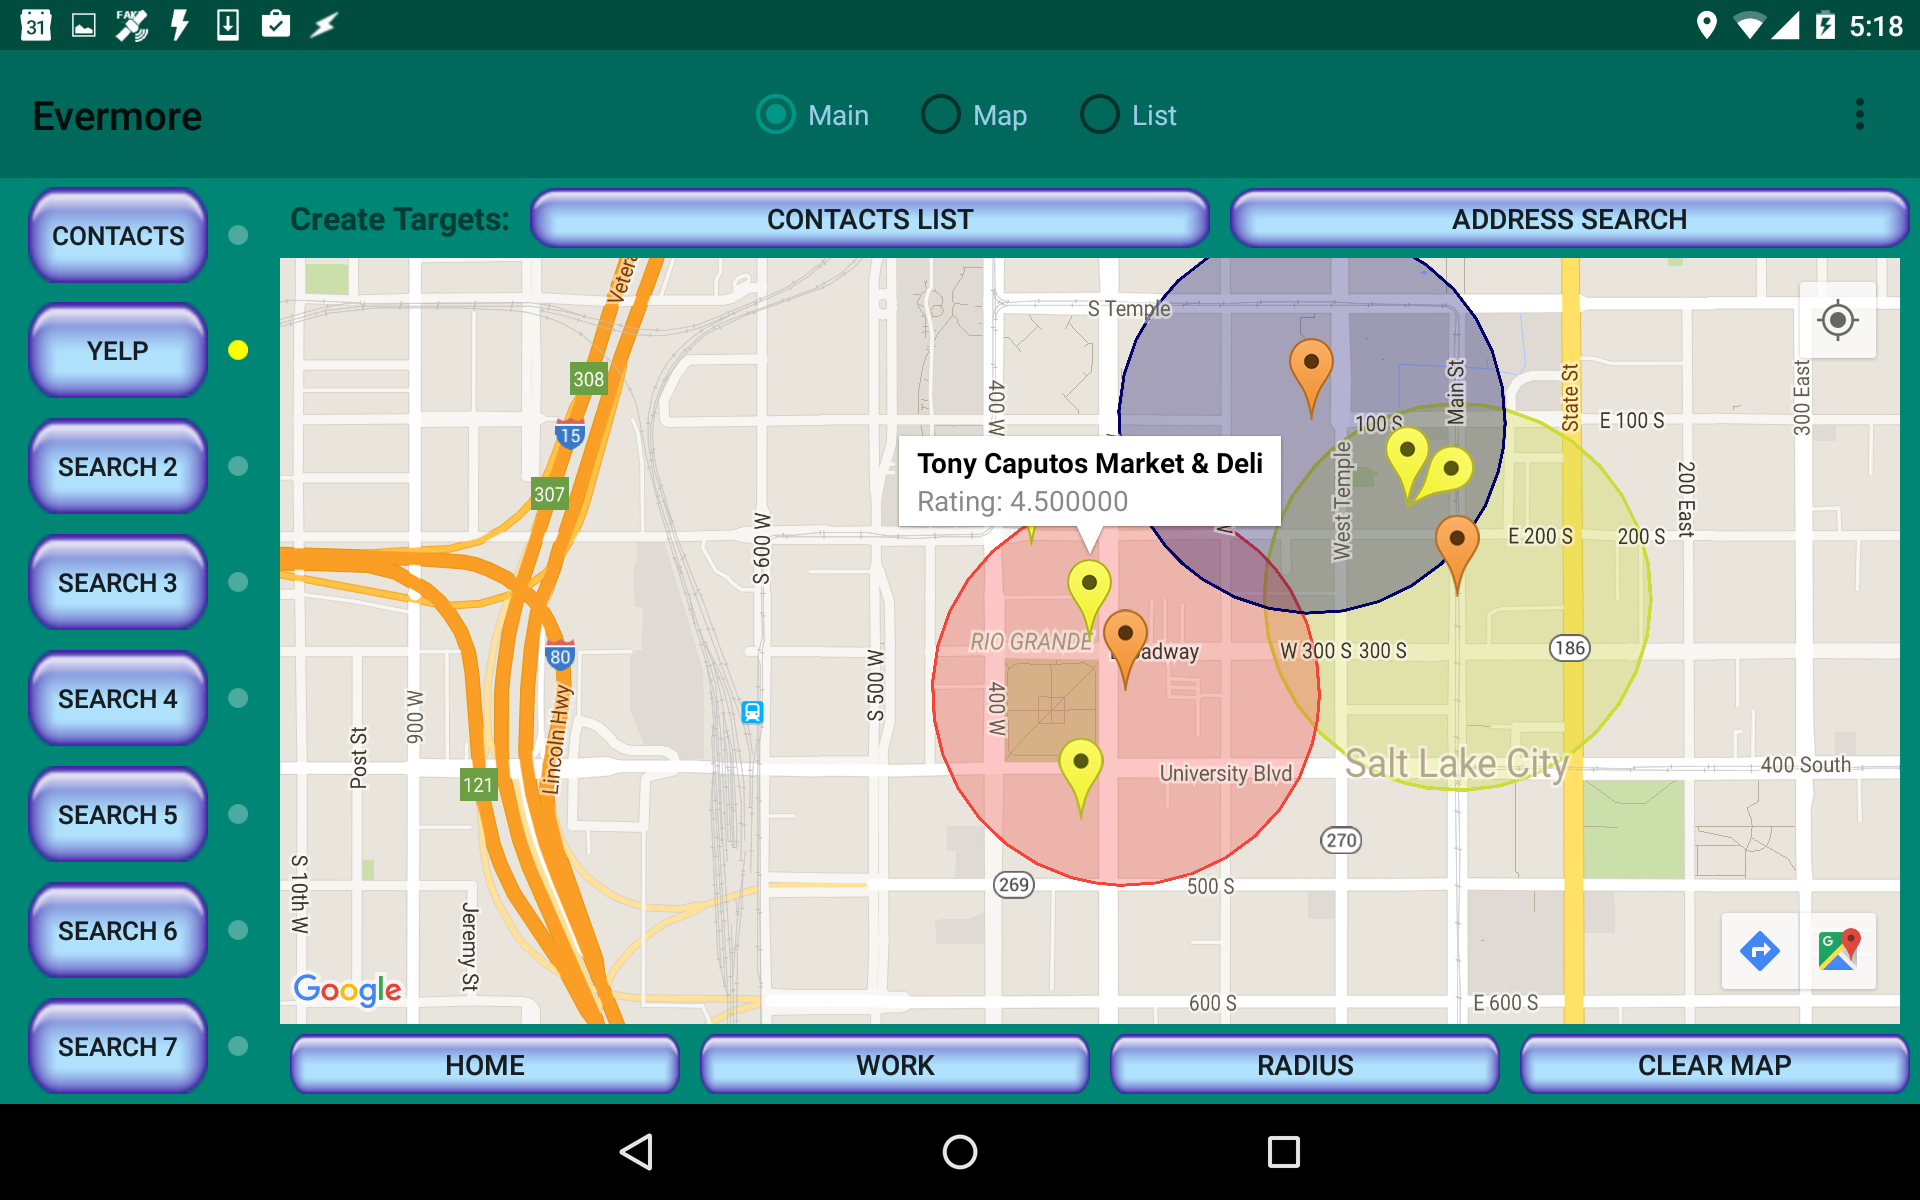 31
FAKE
5:18
Evermore
Main
Map
List
Create Targets:
CONTACTS LIST
ADDRESS SEARCH
CONTACTS
YELP
SEARCH 2
SEARCH 3
SEARCH 4
SEARCH 5
SEARCH 6
SEARCH 7
S Temple
308
15
307
400 W
100 S
Main St
State St
E 100 S
300 East
Tony Caputos Market & Deli
Rating: 4.500000
West Temple
200 East
S 600 W
E 200 S
200 S
RIO GRANDE
W 300 S
300 S
186
80
S 500 W
400 W
900 W
Post St
Lincoln Hwy
121
University Blvd
Salt Lake City
400 South
270
S 10th W
269
500 S
Jeremy St
Google
G
600 S
E 600 S
HOME
WORK
RADIUS
CLEAR MAP